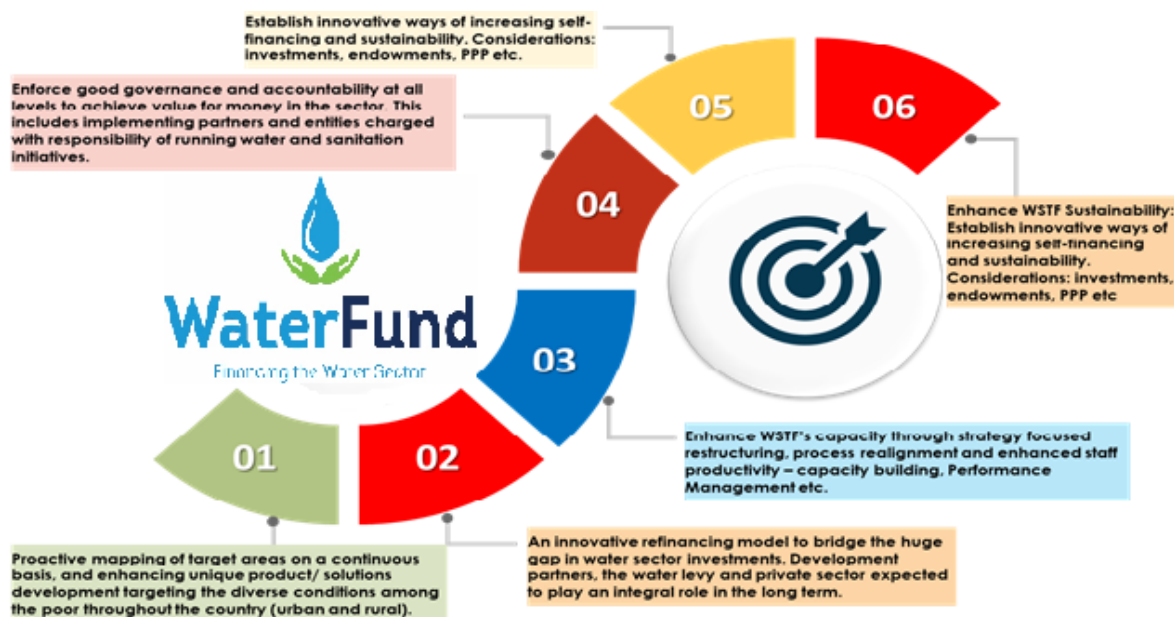 Establish innovative ways of increasing self-
financing and sustainability. Considerations:
investments, endowments, PPP etc.
05
06
Enforce good governance and accountability at all
levels to achieve value for money in the sector. This
includes implementing partners and entities charged
with responsibility of running water and sanitation
initiatives.
04
Enhance WSTF Sustainability:
Establish innovative ways of
increasing self-financing
and sustainability.
Considerations: investments,
endowments, PPP etc
WaterFund
Financing the Water Sector
03
Enhance WSTF's capacity through strategy focused
restructuring, process realignment and enhanced staff
productivity – capacity building, Performance
Management etc.
01
02
An innovative refinancing model to bridge the huge
gap in water sector investments. Development
partners, the water levy and private sector expected
to play an integral role in the long term.
Proactive mapping of target areas on a continuous
basis, and enhancing unique product/ solutions
development targeting the diverse conditions among
the poor throughout the country (urban and rural).